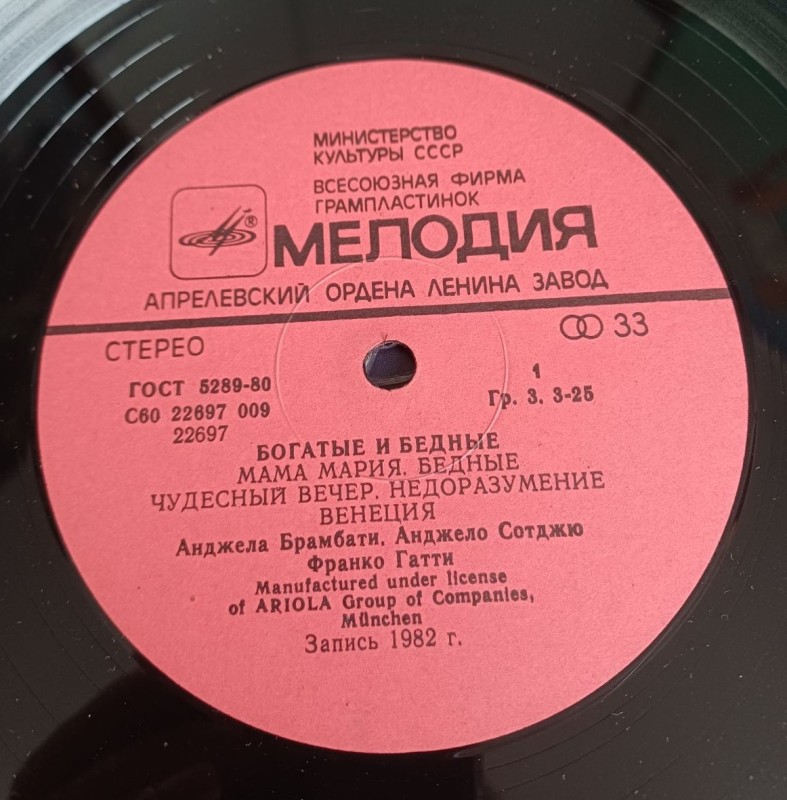 МИНИСТЕРСТВО
КУЛЬТУРЫ СССР
ВСЕСОЮЗНАЯ ФИРМА
ГРАМПЛАСТИНОК
®
МЕЛОДИЯ
АПРЕЛЕВСКИЙ ОРДЕНА ЛЕНИНА ЗАВОД
СТЕРЕО
33
ГОСТ 5289-80
1
С60 22697 009
Гр. 3. 3-25
22697
БОГАТЫЕ И БЕДНЫЕ
МАМА МАРИЯ. БЕДНЫЕ
ЧУДЕСНЫЙ ВЕЧЕР. НЕДОРАЗУМЕНИЕ
ВЕНЕЦИЯ
Анджела Брамбати, Анджело Сотджю
Франко Гатти
Manufactured under license
of ARIOLA Group of Companies,
München
Запись 1982 г.